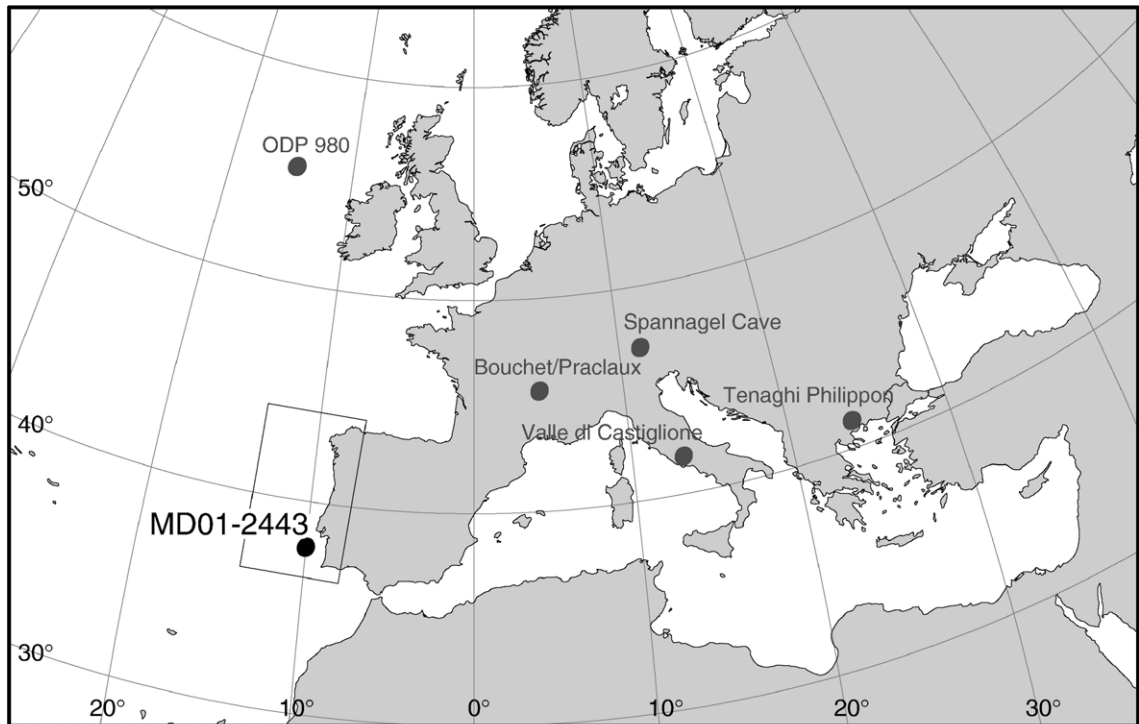 ODP 980
50°
Spannagel Cave
Bouchet/Praclaux
Tenaghi Philippon
40°
Valle di Castiglione
MD01-2443
30°
20°
10°
0°
10°
20°
30°